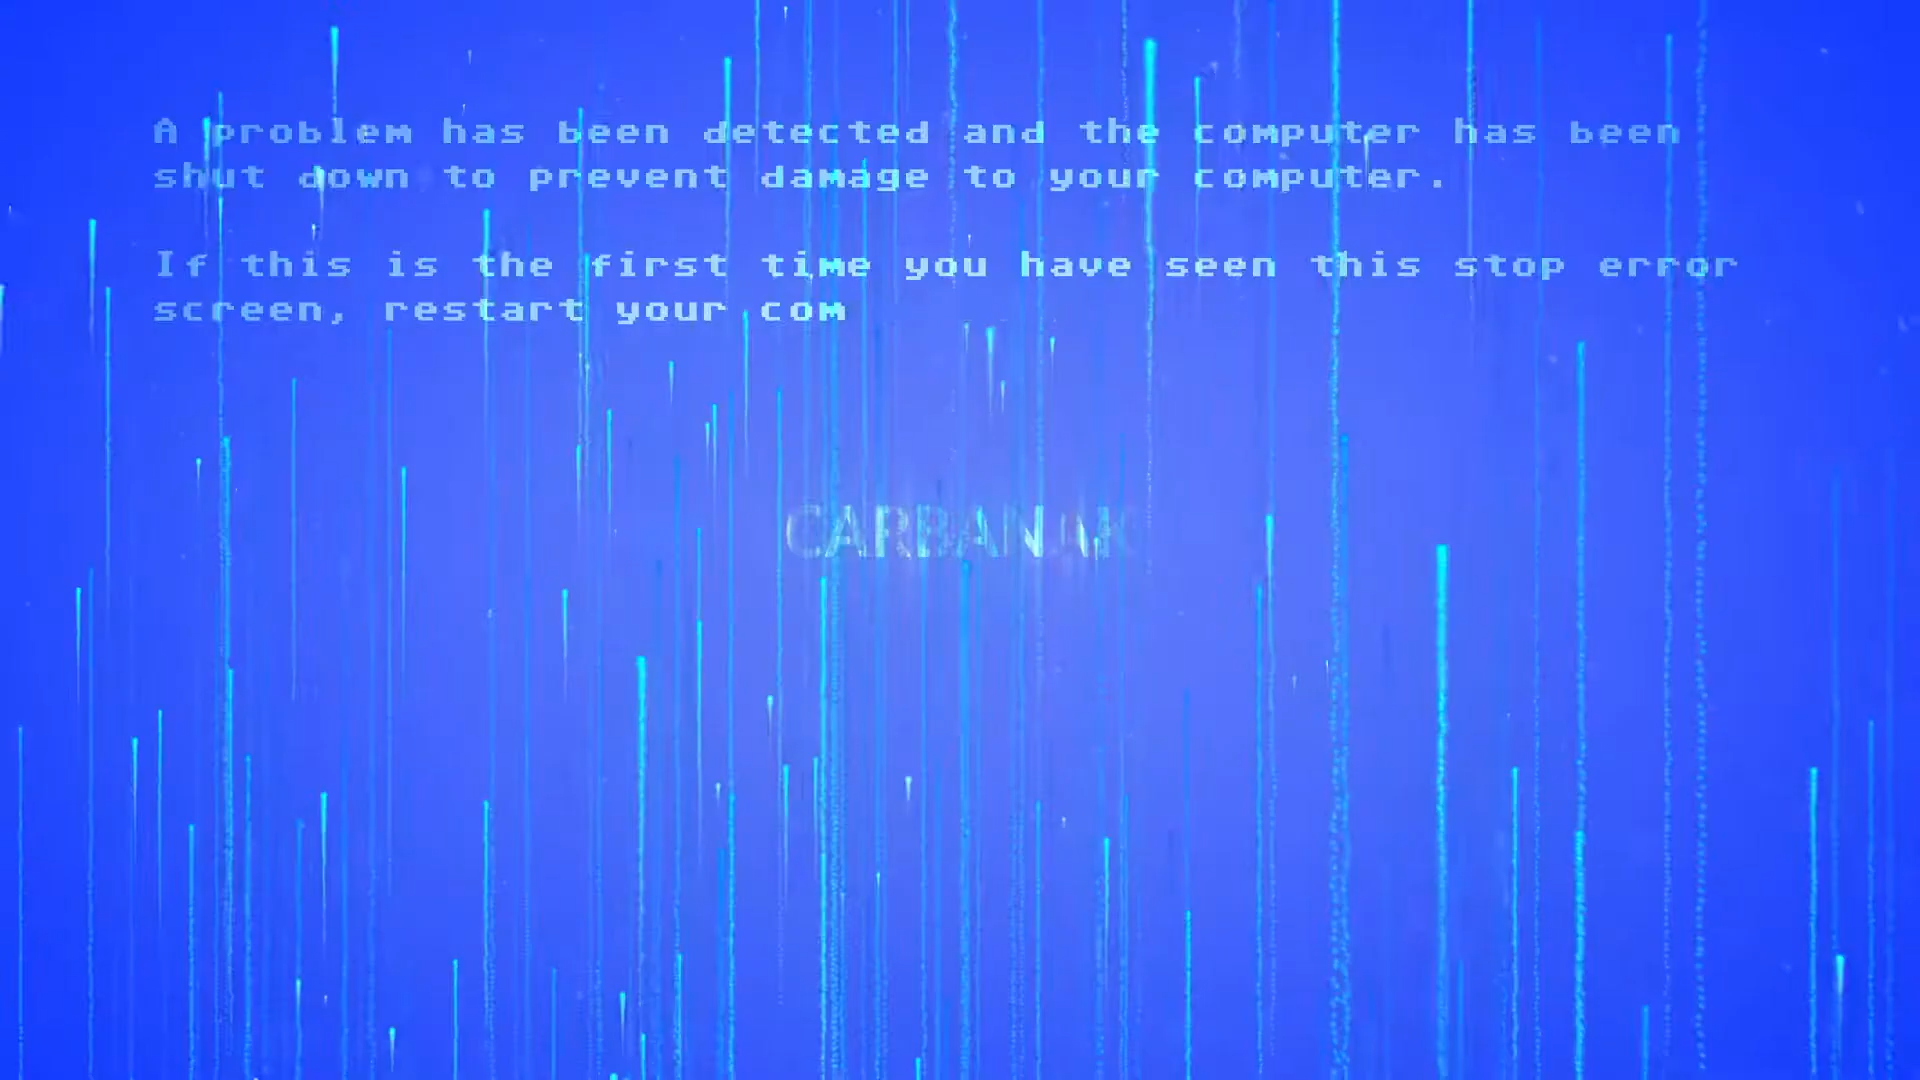 A problem has been detected and the computer has been
shut down to prevent damage to your computer.
If this is the first time you have seen this stop error
screen, restart your com
CARBANAK